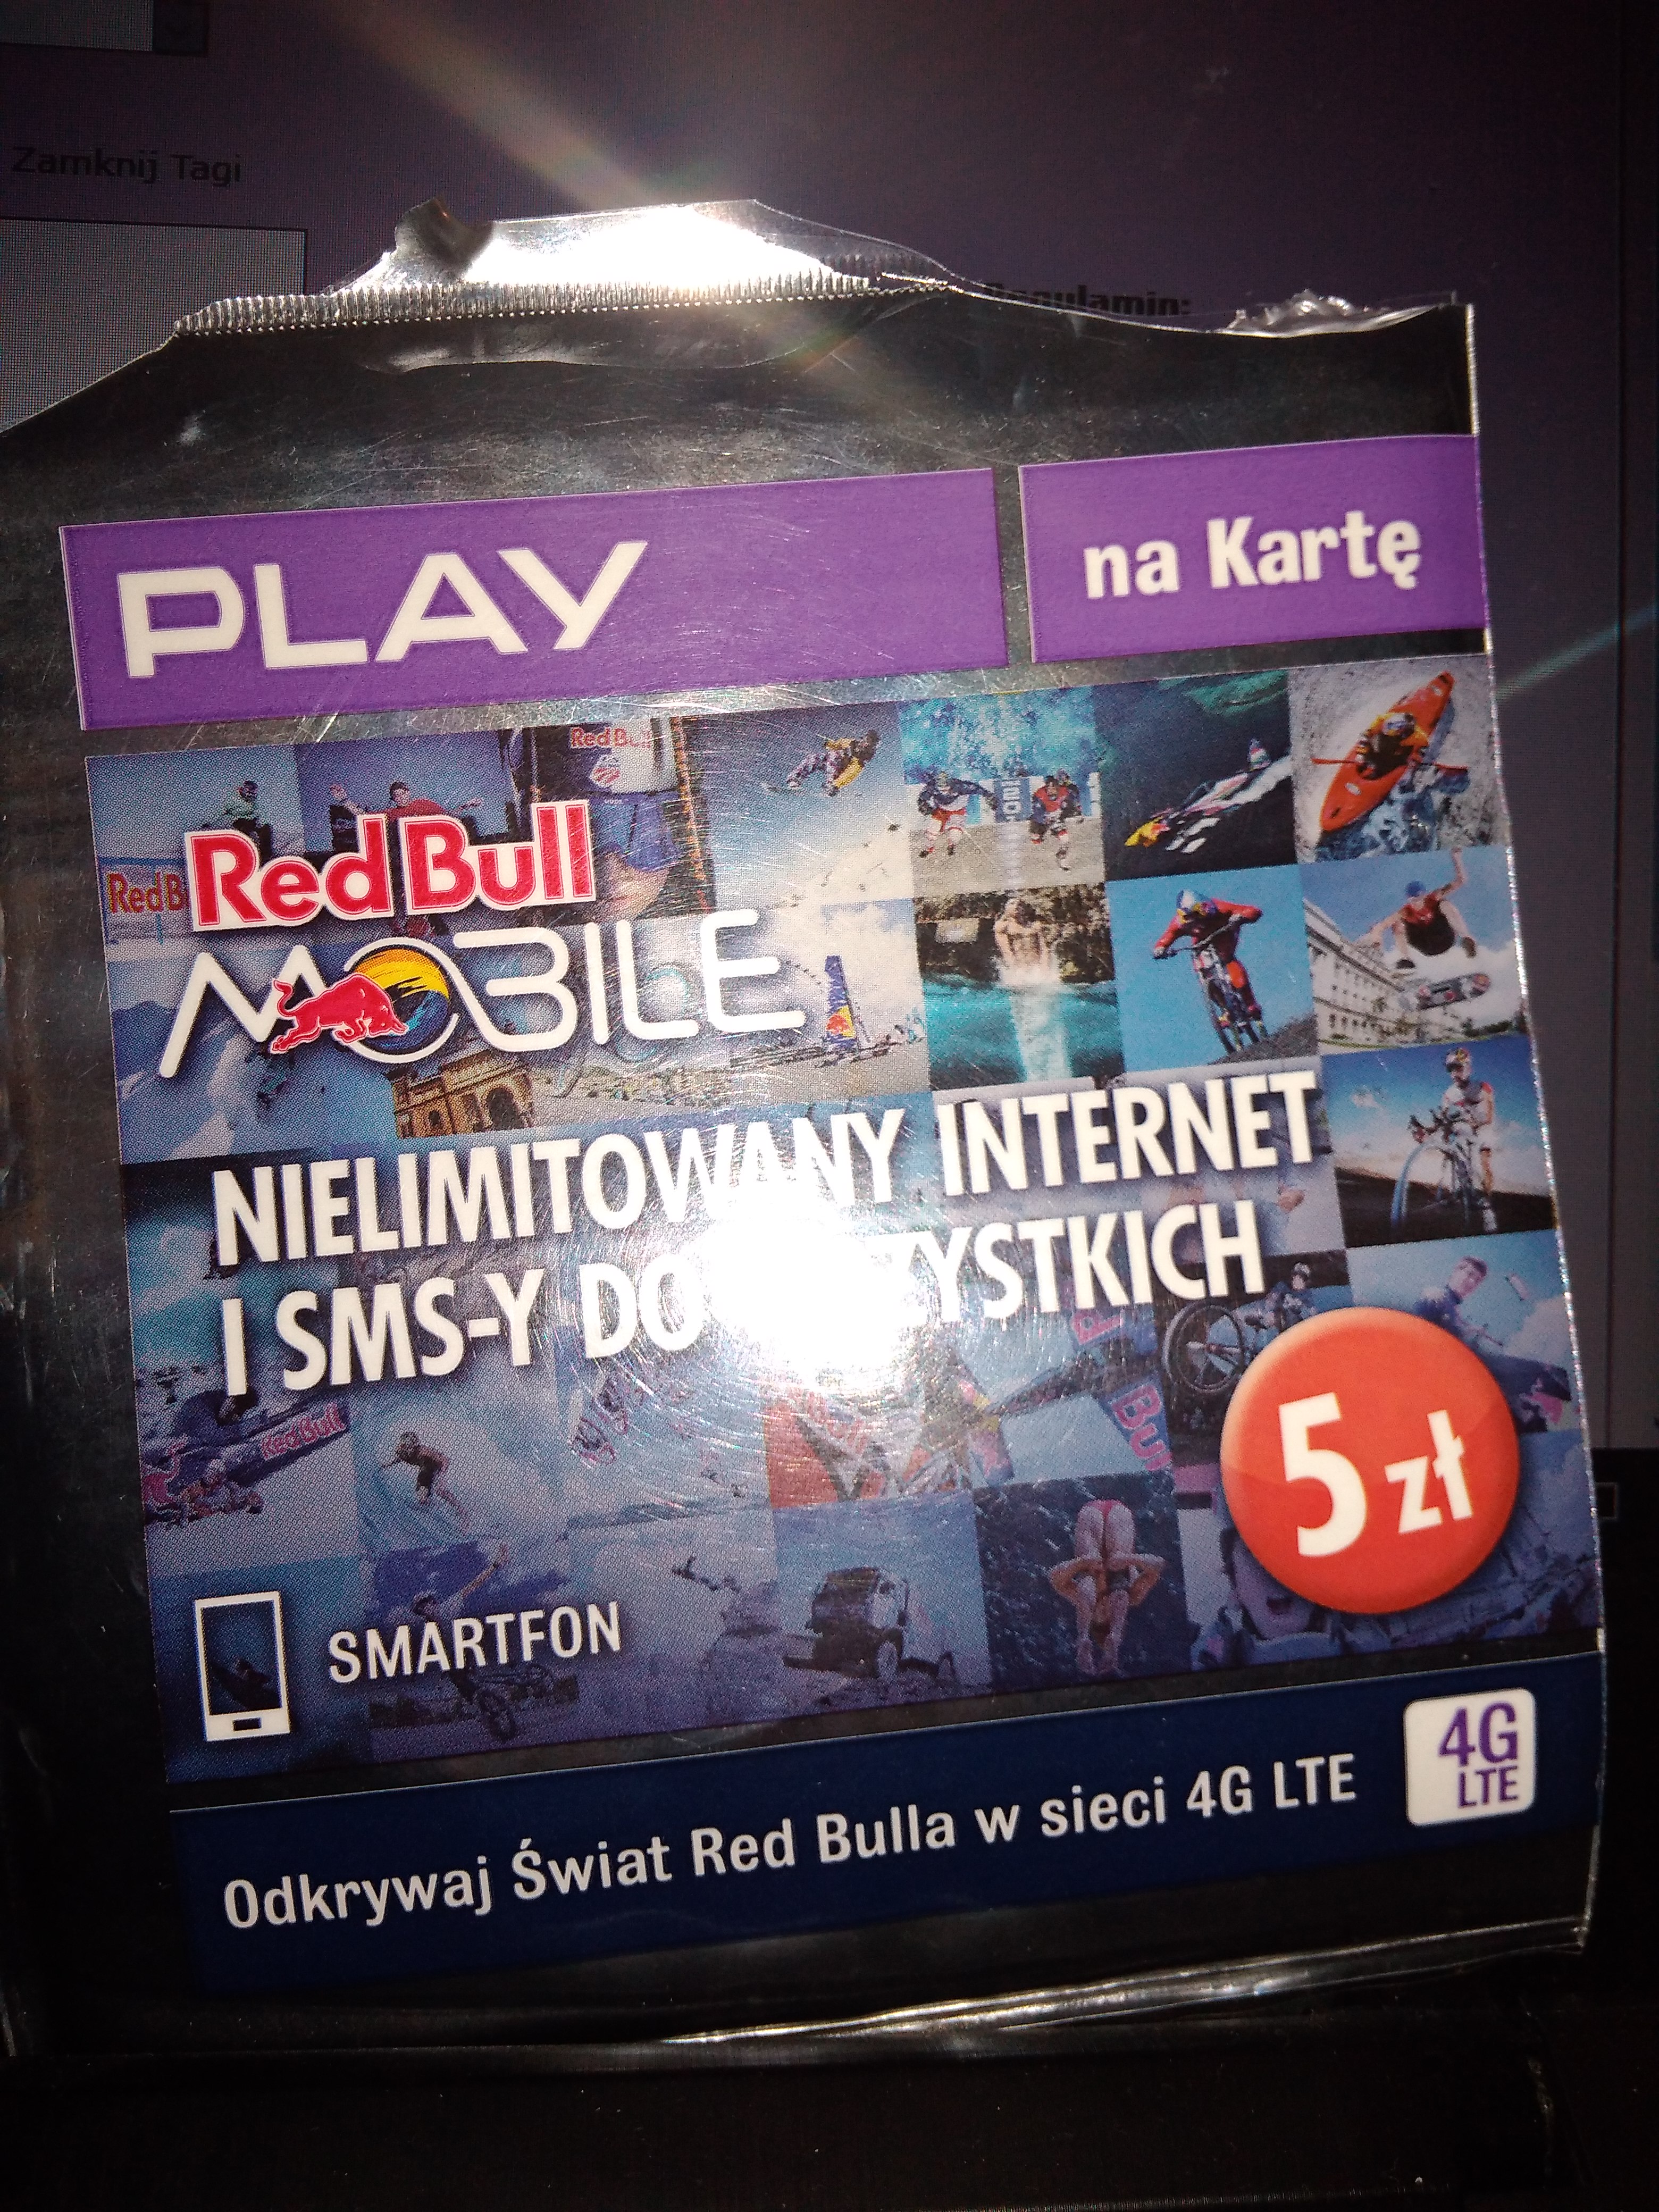 Zamknij Tagi
PLAY
na Kartę
Red Bull
MOBILE
NIELIMITOWANY INTERNET
I SMS-Y DO
5 zł
SMARTFON
Odkrywaj Świat Red Bulla w sieci 4G LTE
4G
LTE